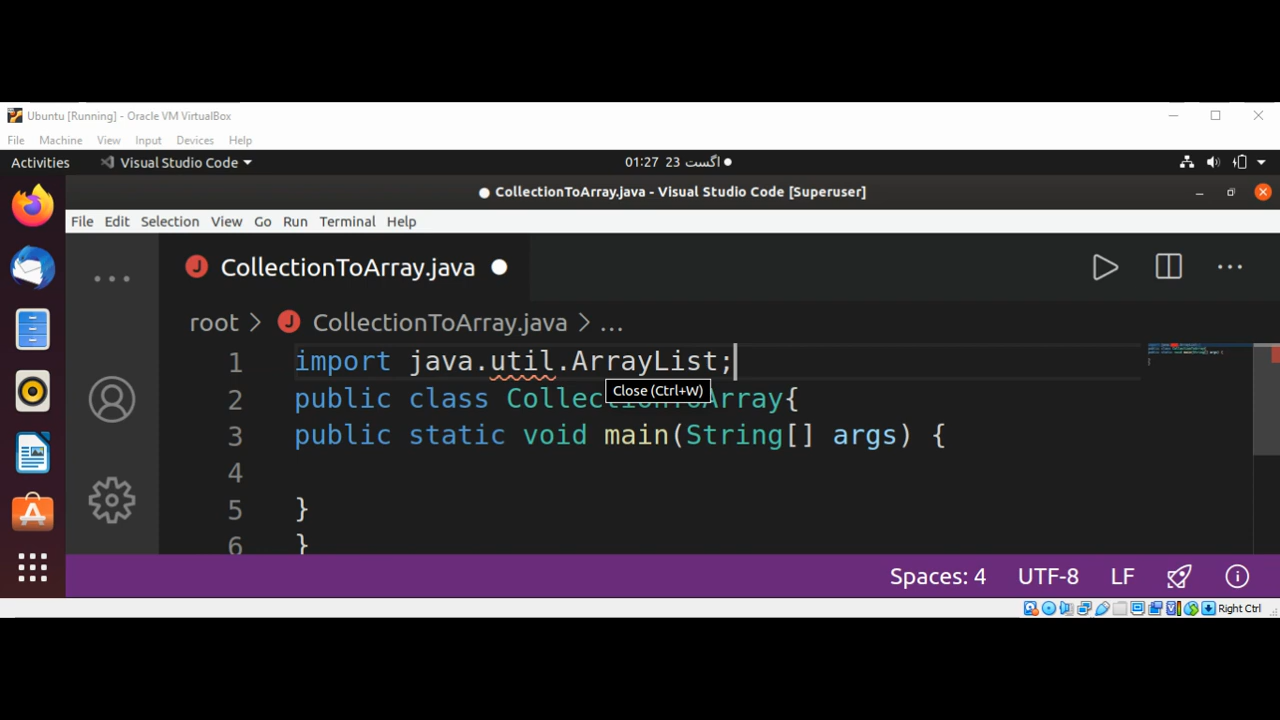 Ubuntu [Running] - Oracle VM VirtualBox
File Machine View Input Devices Help
Activities Visual Studio Code 01:27 23 اگست
CollectionToArray.java - Visual Studio Code [Superuser]
File Edit Selection View Go Run Terminal Help
J CollectionToArray.java
root > J CollectionToArray.java > ...
1 import java.util.ArrayList;
Close (Ctrl+W)
2 public class CollectionToArray{
3 public static void main(String[] args) {
4
5 }
6 }
Spaces: 4 UTF-8 LF
Right Ctrl